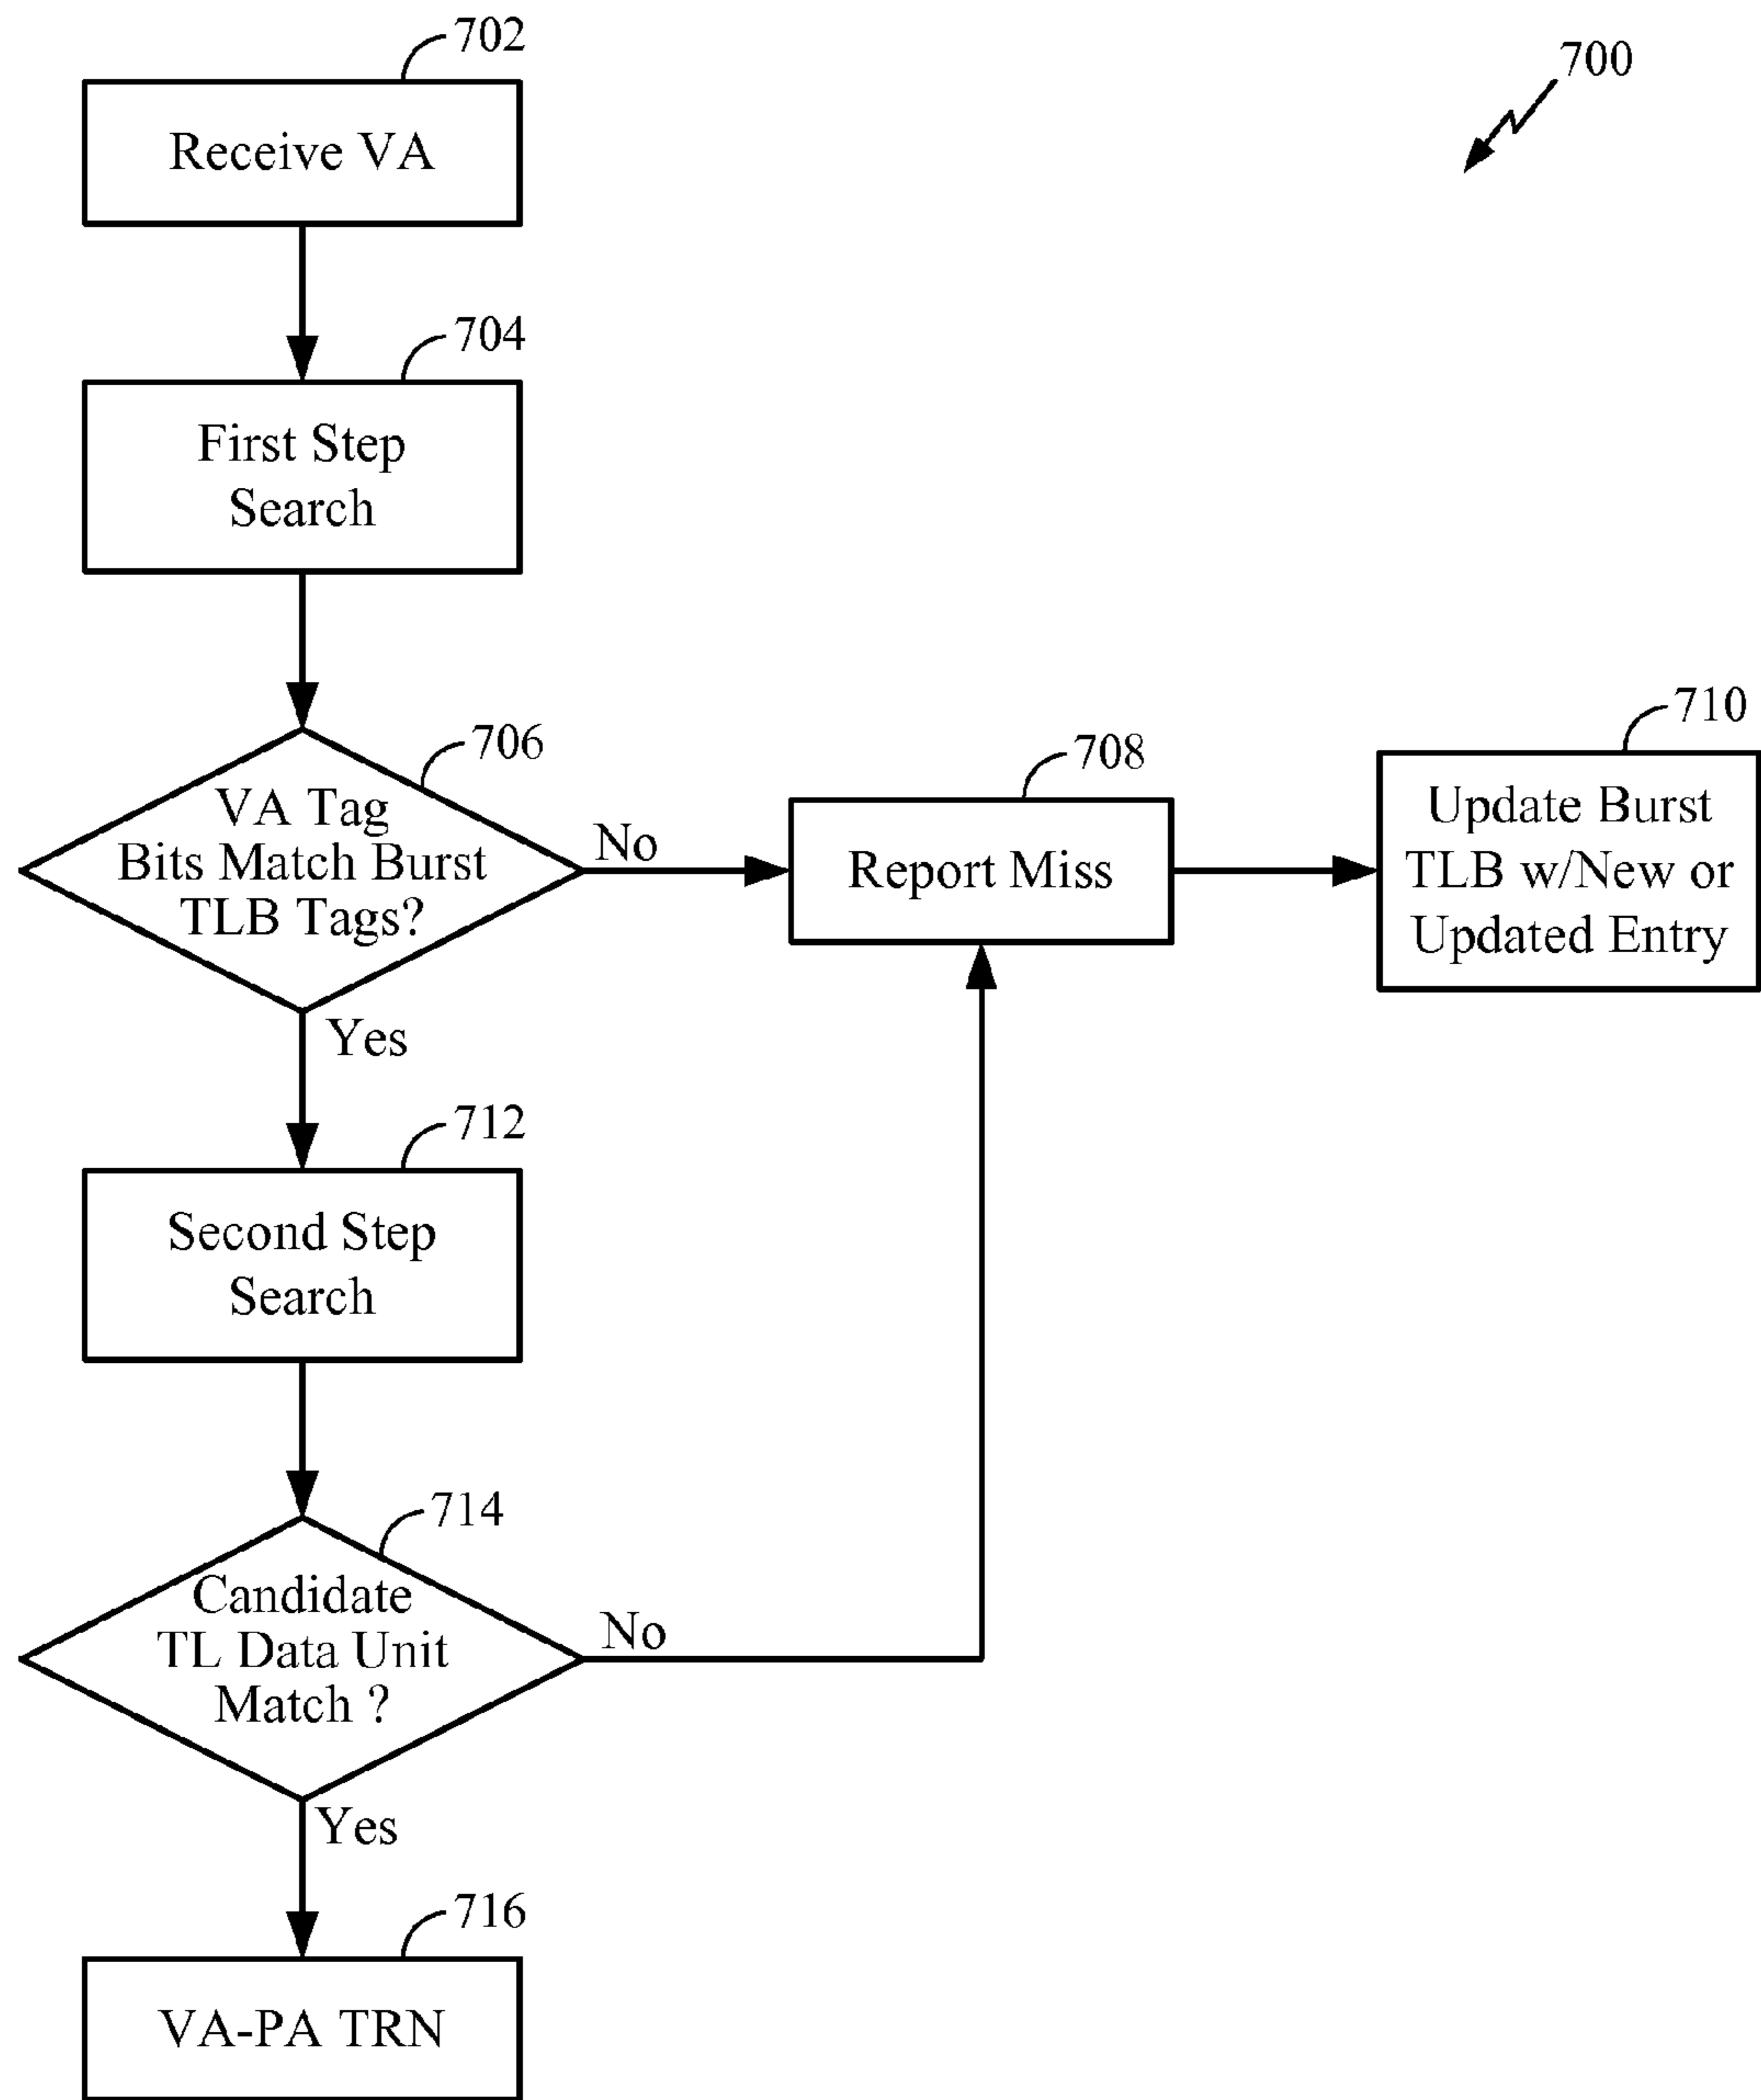 702
700
Receive VA
704
First Step
Search
706
VA Tag
Bits Match Burst
TLB Tags?
No
Yes
708
Report Miss
710
Update Burst
TLB w/New or
Updated Entry
712
Second Step
Search
714
Candidate
TL Data Unit
Match ?
No
Yes
716
VA-PA TRN